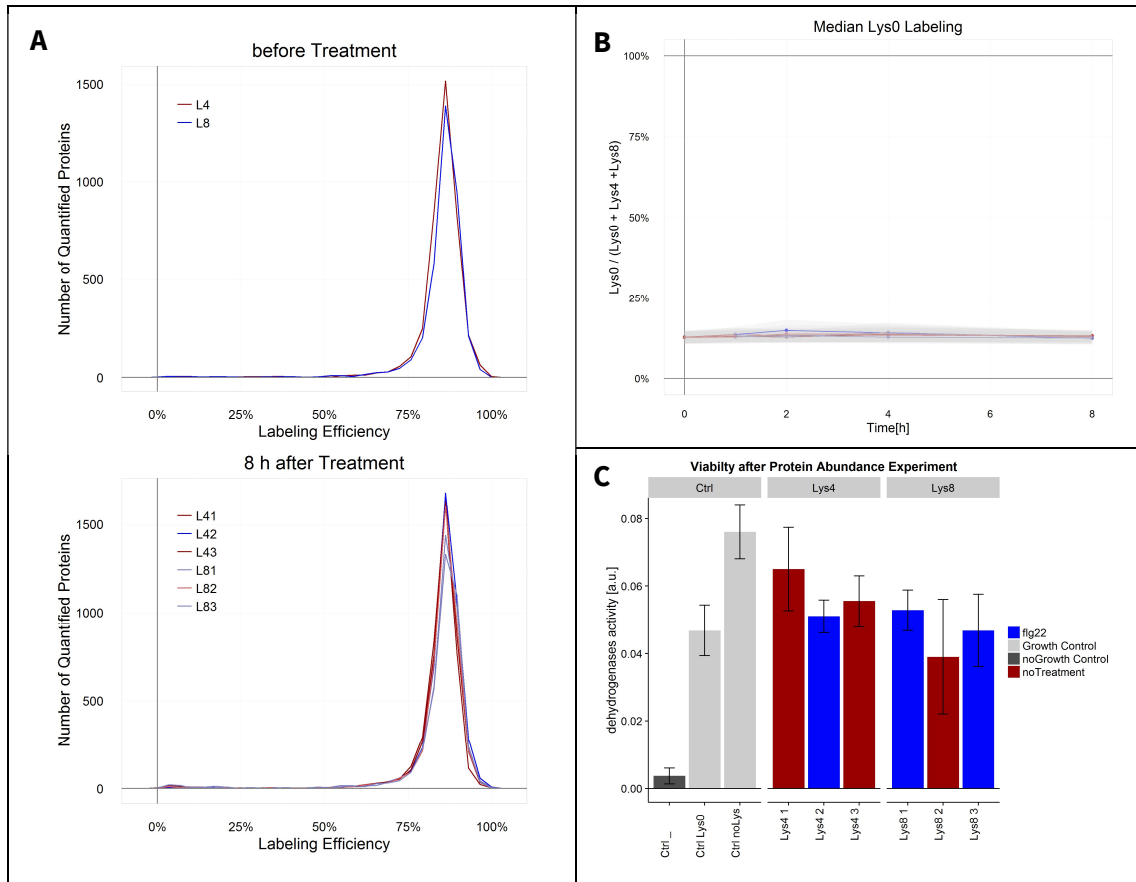 A
before Treatment
Number of Quantified Proteins
1500
1000
500
0
L4
L8
0%
25%
50%
75%
100%
Labeling Efficiency
8 h after Treatment
Number of Quantified Proteins
1500
1000
500
0
L41
L42
L43
L81
L82
L83
0%
25%
50%
75%
100%
Labeling Efficiency
B
Median Lys0 Labeling
Lys0 / (Lys0 + Lys4 +Lys8)
100%
75%
50%
25%
0%
0
2
4
6
8
Time[h]
C
Viabilty after Protein Abundance Experiment
Ctrl
Lys4
Lys8
dehydrogenases activity [a.u.]
0.08
0.06
0.04
0.02
0.00
Ctrl _
Ctrl Lys0
Ctrl noLys
Lys4 1
Lys4 2
Lys4 3
Lys8 1
Lys8 2
Lys8 3
flg22
Growth Control
noGrowth Control
noTreatment